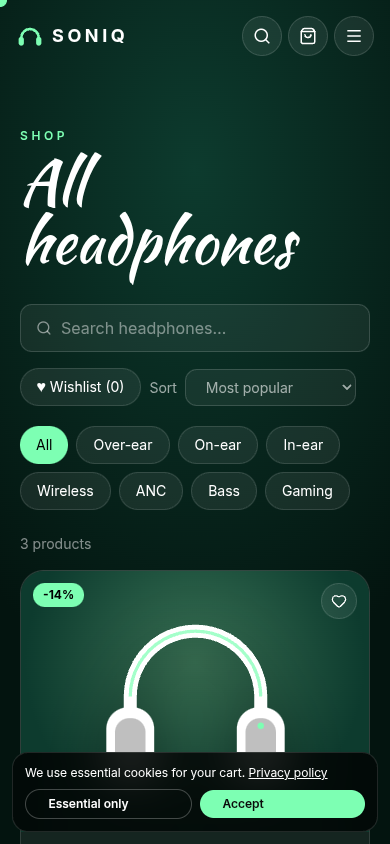 SONIQ
SHOP
All
headphones
Search headphones...
♥ Wishlist (0) Sort Most popular
All Over-ear On-ear In-ear
Wireless ANC Bass Gaming
3 products
-14%
We use essential cookies for your cart. Privacy policy
Essential only Accept